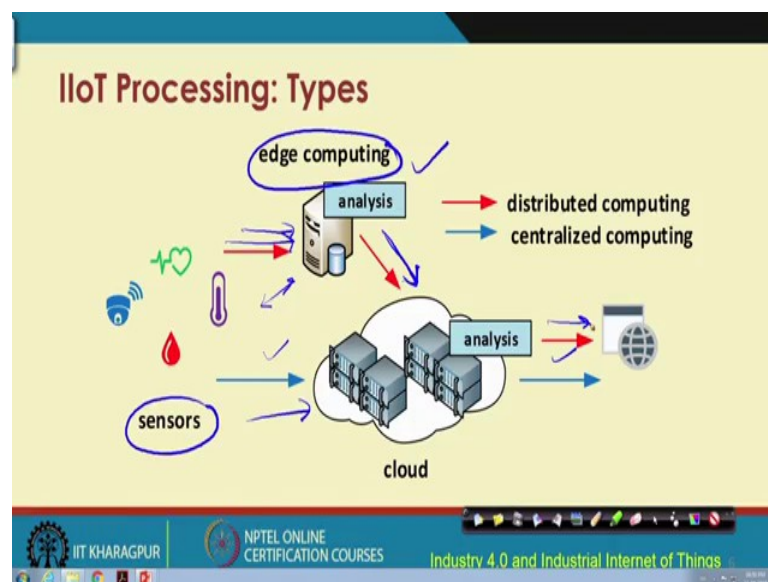 IIoT Processing: Types
edge computing
analysis
distributed computing
centralized computing
analysis
sensors
cloud
IIT KHARAGPUR
NPTEL ONLINE
CERTIFICATION COURSES
Industry 4.0 and Industrial Internet of Things